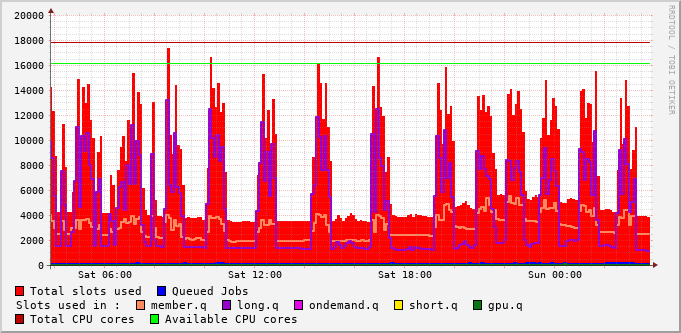 20000
18000
16000
14000
12000
10000
8000
6000
4000
2000
0
Sat 06:00 Sat 12:00 Sat 18:00 Sun 00:00
RRDTOOL / TOBI OETIKER
Total slots used Queued Jobs
Slots used in : member.q long.q ondemand.q short.q gpu.q
Total CPU cores Available CPU cores